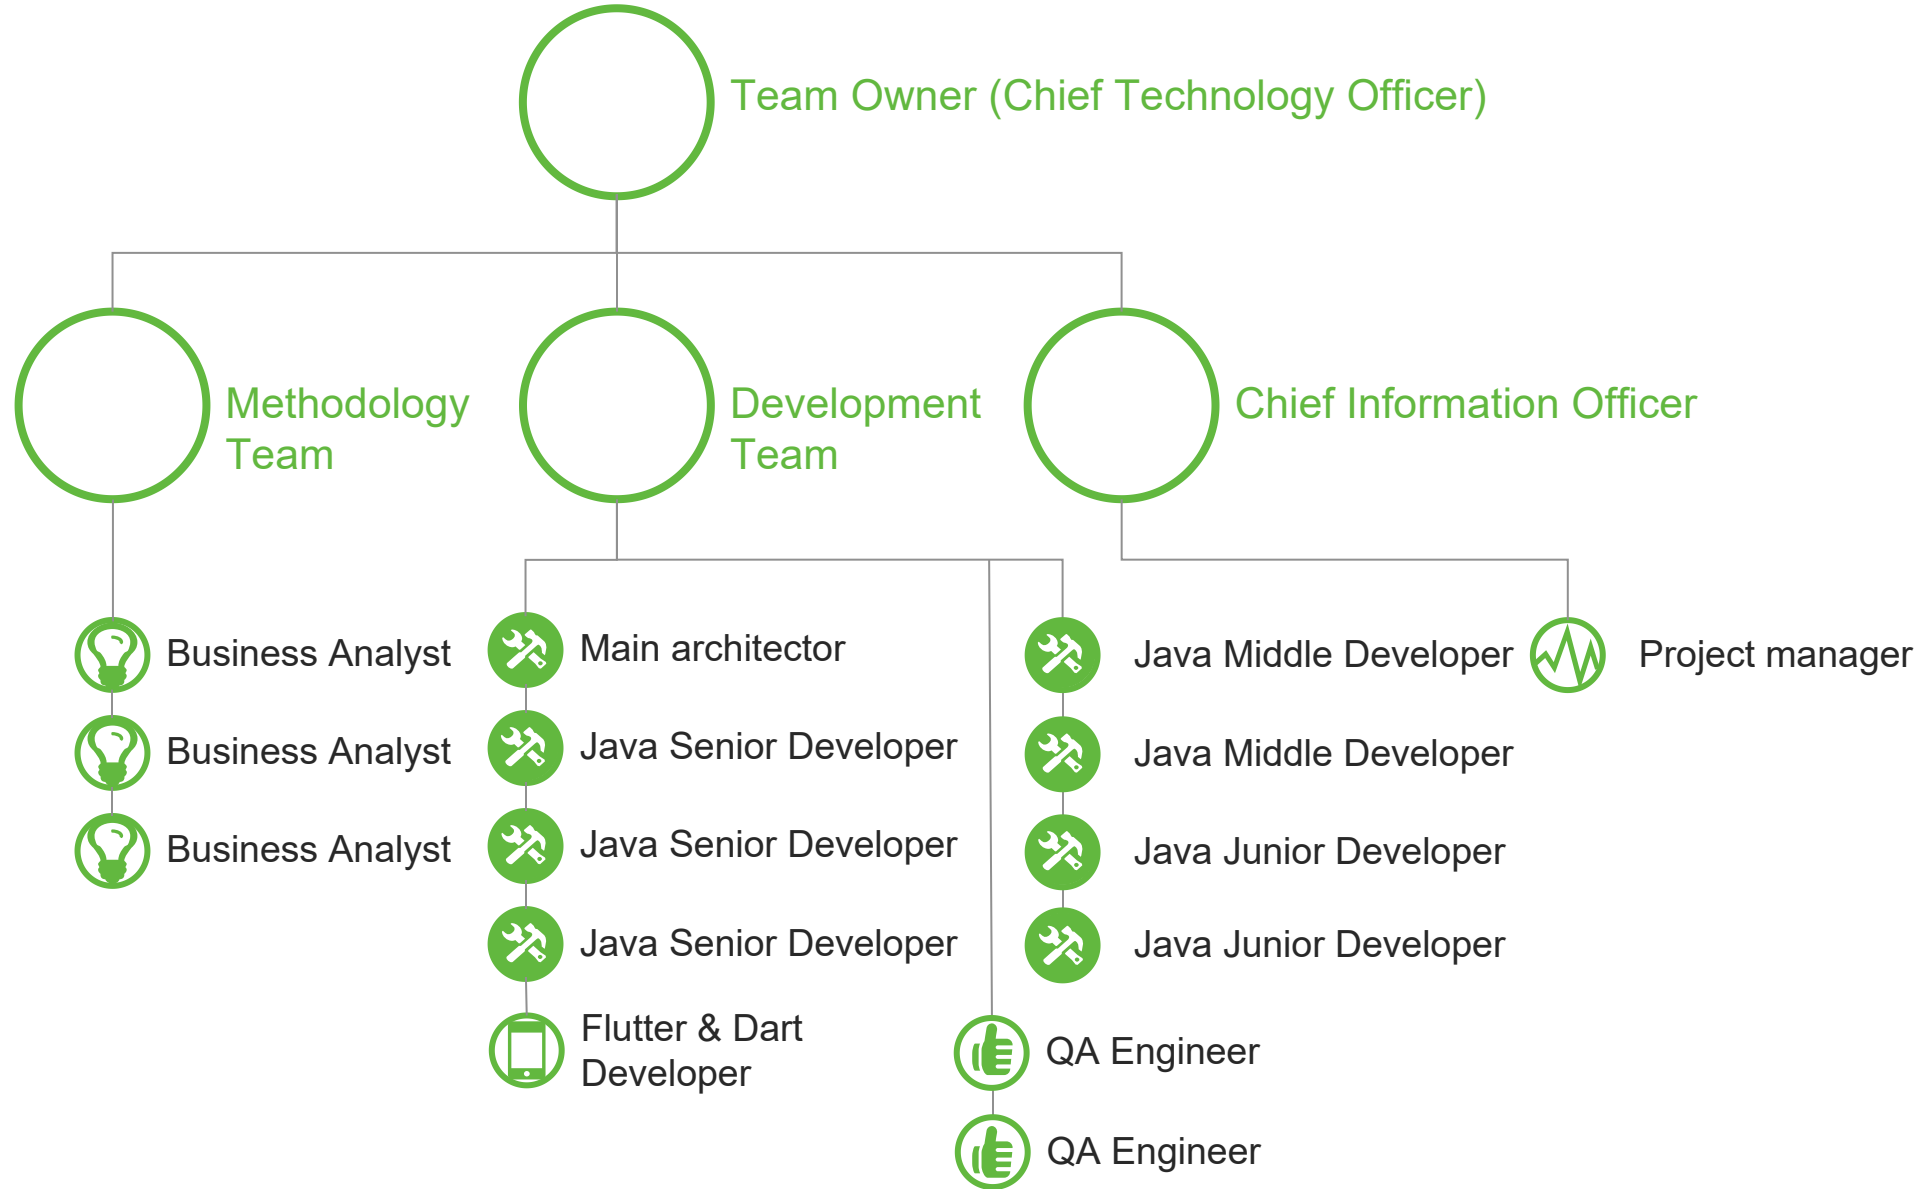 Team Owner (Chief Technology Officer)
Methodology
Team
Development
Team
Chief Information Officer
Business Analyst
Business Analyst
Business Analyst
Main architector
Java Senior Developer
Java Senior Developer
Java Senior Developer
Flutter & Dart
Developer
Java Middle Developer
Java Middle Developer
Java Junior Developer
Java Junior Developer
QA Engineer
QA Engineer
Project manager